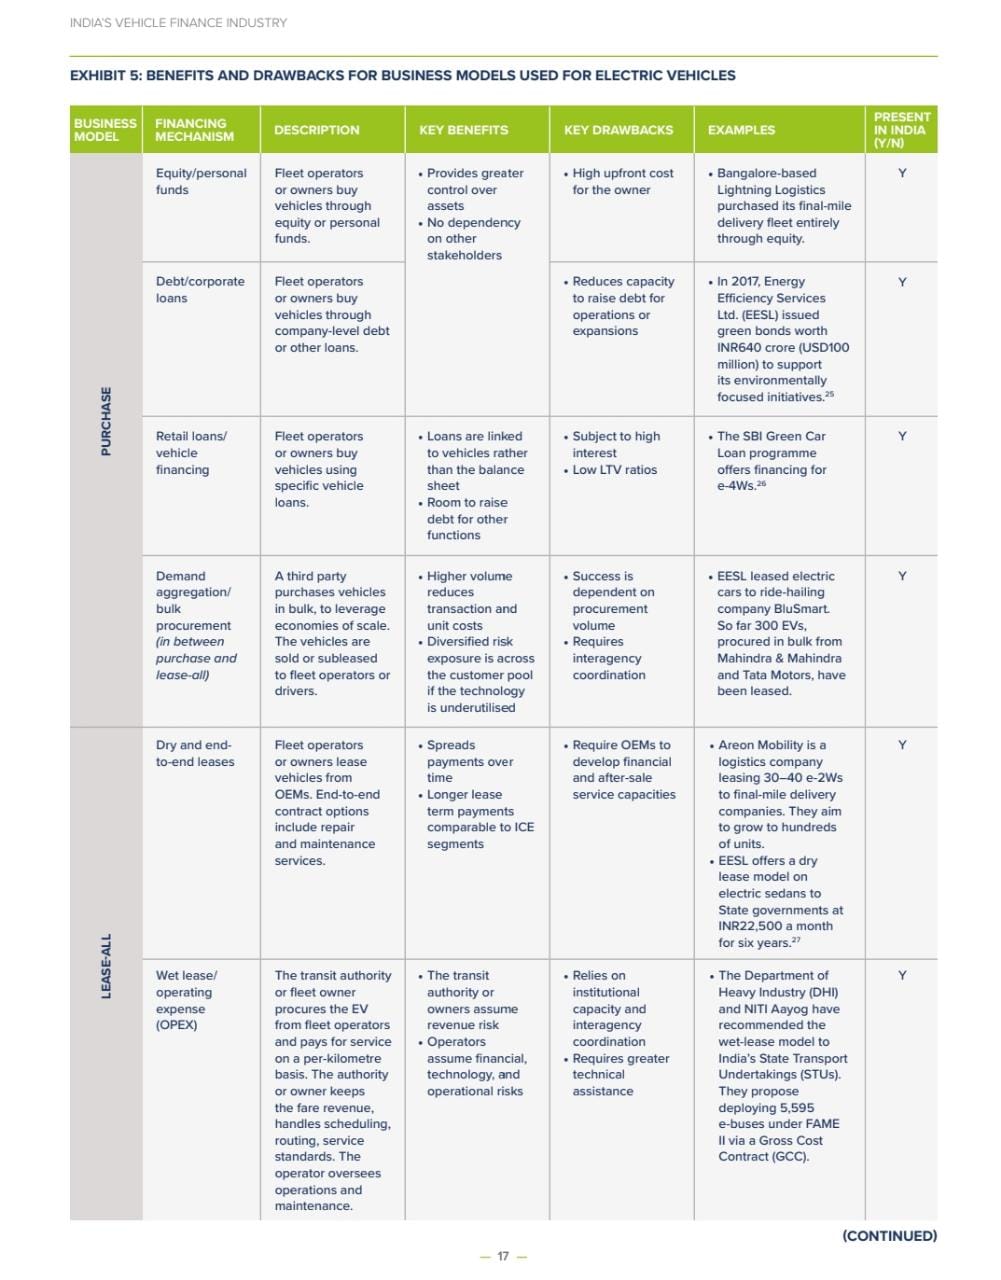 INDIA'S VEHICLE FINANCE INDUSTRY
EXHIBIT 5: BENEFITS AND DRAWBACKS FOR BUSINESS MODELS USED FOR ELECTRIC VEHICLES
BUSINESS
MODEL
FINANCING
MECHANISM
DESCRIPTION
KEY BENEFITS
KEY DRAWBACKS
EXAMPLES
PRESENT
IN INDIA
(Y/N)
PURCHASE
Equity/personal
funds
Fleet operators
or owners buy
vehicles through
equity or personal
funds.
• Provides greater
control over
assets
• No dependency
on other
stakeholders
• High upfront cost
for the owner
• Bangalore-based
Lightning Logistics
purchased its final-mile
delivery fleet entirely
through equity.
Y
Debt/corporate
loans
Fleet operators
or owners buy
vehicles through
company-level debt
or other loans.
• Reduces capacity
to raise debt for
operations or
expansions
• In 2017, Energy
Efficiency Services
Ltd. (EESL) issued
green bonds worth
INR640 crore (USD100
million) to support
its environmentally
focused initiatives.²⁵
Y
Retail loans/
vehicle
financing
Fleet operators
or owners buy
vehicles using
specific vehicle
loans.
• Loans are linked
to vehicles rather
than the balance
sheet
• Room to raise
debt for other
functions
• Subject to high
interest
• Low LTV ratios
• The SBI Green Car
Loan programme
offers financing for
e-4Ws.²⁶
Y
Demand
aggregation/
bulk
procurement
(in between
purchase and
lease-all)
A third party
purchases vehicles
in bulk, to leverage
economies of scale.
The vehicles are
sold or subleased
to fleet operators or
drivers.
• Higher volume
reduces
transaction and
unit costs
• Diversified risk
exposure is across
the customer pool
if the technology
is underutilised
• Success is
dependent on
procurement
volume
• Requires
interagency
coordination
• EESL leased electric
cars to ride-hailing
company BluSmart.
So far 300 EVs,
procured in bulk from
Mahindra & Mahindra
and Tata Motors, have
been leased.
Y
LEASE-ALL
Dry and end-
to-end leases
Fleet operators
or owners lease
vehicles from
OEMs. End-to-end
contract options
include repair
and maintenance
services.
• Spreads
payments over
time
• Longer lease
term payments
comparable to ICE
segments
• Require OEMs to
develop financial
and after-sale
service capacities
• Areon Mobility is a
logistics company
leasing 30–40 e-2Ws
to final-mile delivery
companies. They aim
to grow to hundreds
of units.
• EESL offers a dry
lease model on
electric sedans to
State governments at
INR22,500 a month
for six years.²⁷
Y
Wet lease/
operating
expense
(OPEX)
The transit authority
or fleet owner
procures the EV
from fleet operators
and pays for service
on a per-kilometre
basis. The authority
or owner keeps
the fare revenue,
handles scheduling,
routing, service
standards. The
operator oversees
operations and
maintenance.
• The transit
authority or
owners assume
revenue risk
• Operators
assume financial,
technology, and
operational risks
• Relies on
institutional
capacity and
interagency
coordination
• Requires greater
technical
assistance
• The Department of
Heavy Industry (DHI)
and NITI Aayog have
recommended the
wet-lease model to
India's State Transport
Undertakings (STUs).
They propose
deploying 5,595
e-buses under FAME
II via a Gross Cost
Contract (GCC).
Y
(CONTINUED)
— 17 —